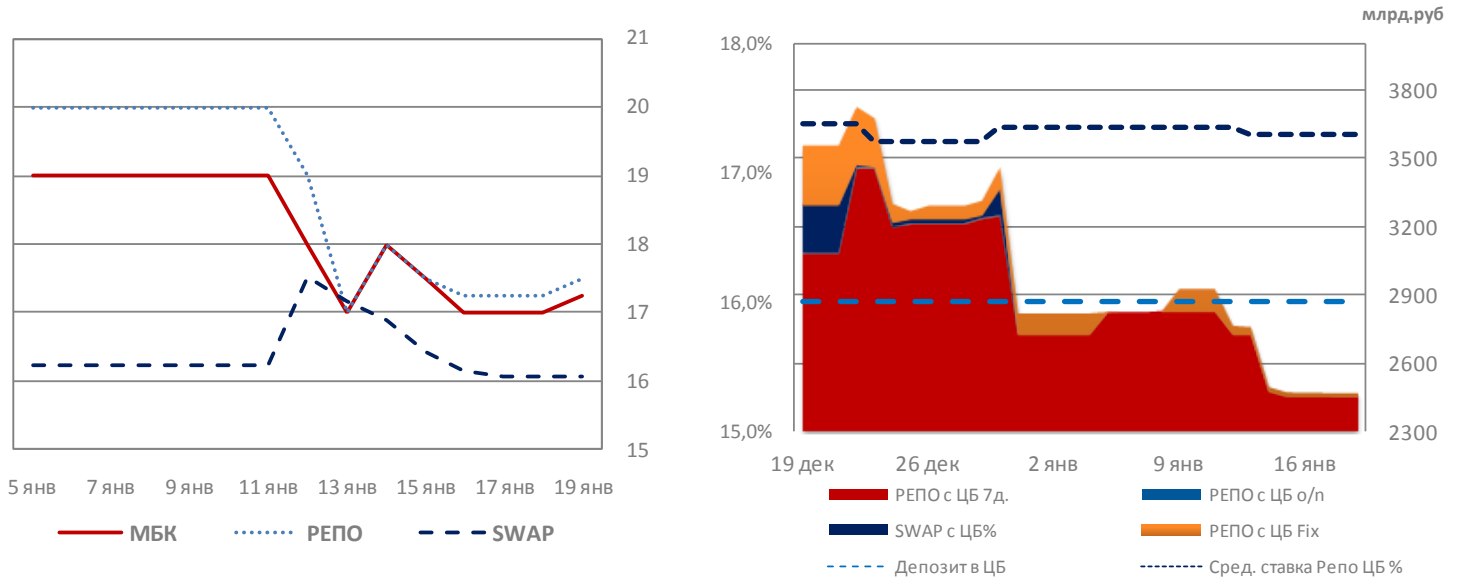 21
20
19
18
17
16
15
5 янв 7 янв 9 янв 11 янв 13 янв 15 янв 17 янв 19 янв
МБК РЕПО SWAP
млрд.руб
18,0%
17,0%
16,0%
15,0%
3800
3500
3200
2900
2600
2300
19 дек 26 дек 2 янв 9 янв 16 янв
РЕПО с ЦБ 7д. РЕПО с ЦБ o/n
SWAP с ЦБ% РЕПО с ЦБ Fix
Депозит в ЦБ Сред. ставка Репо ЦБ %